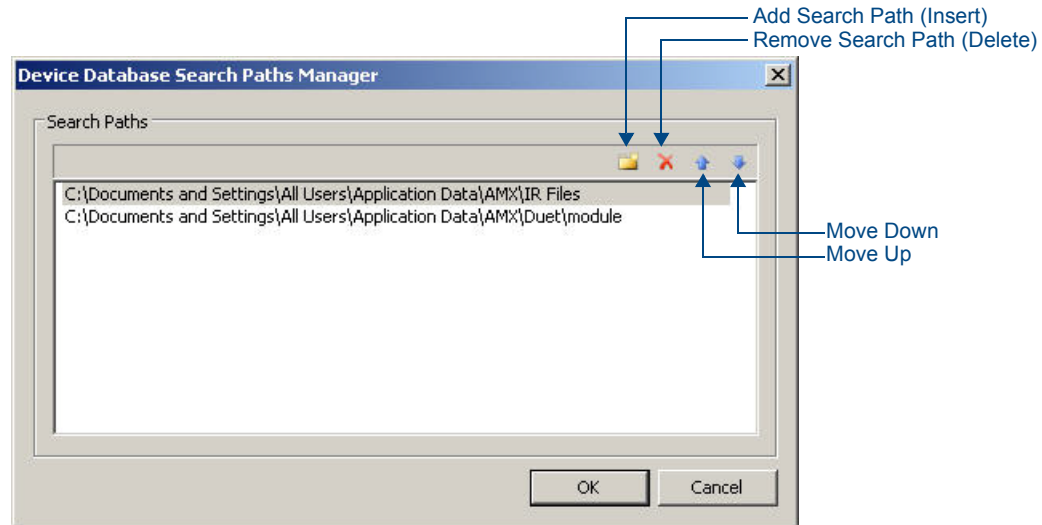 Add Search Path (Insert)
Remove Search Path (Delete)
Device Database Search Paths Manager
Search Paths
C:\Documents and Settings\All Users\Application Data\AMX\IR Files
C:\Documents and Settings\All Users\Application Data\AMX\Duet\module
Move Down
Move Up
OK
Cancel